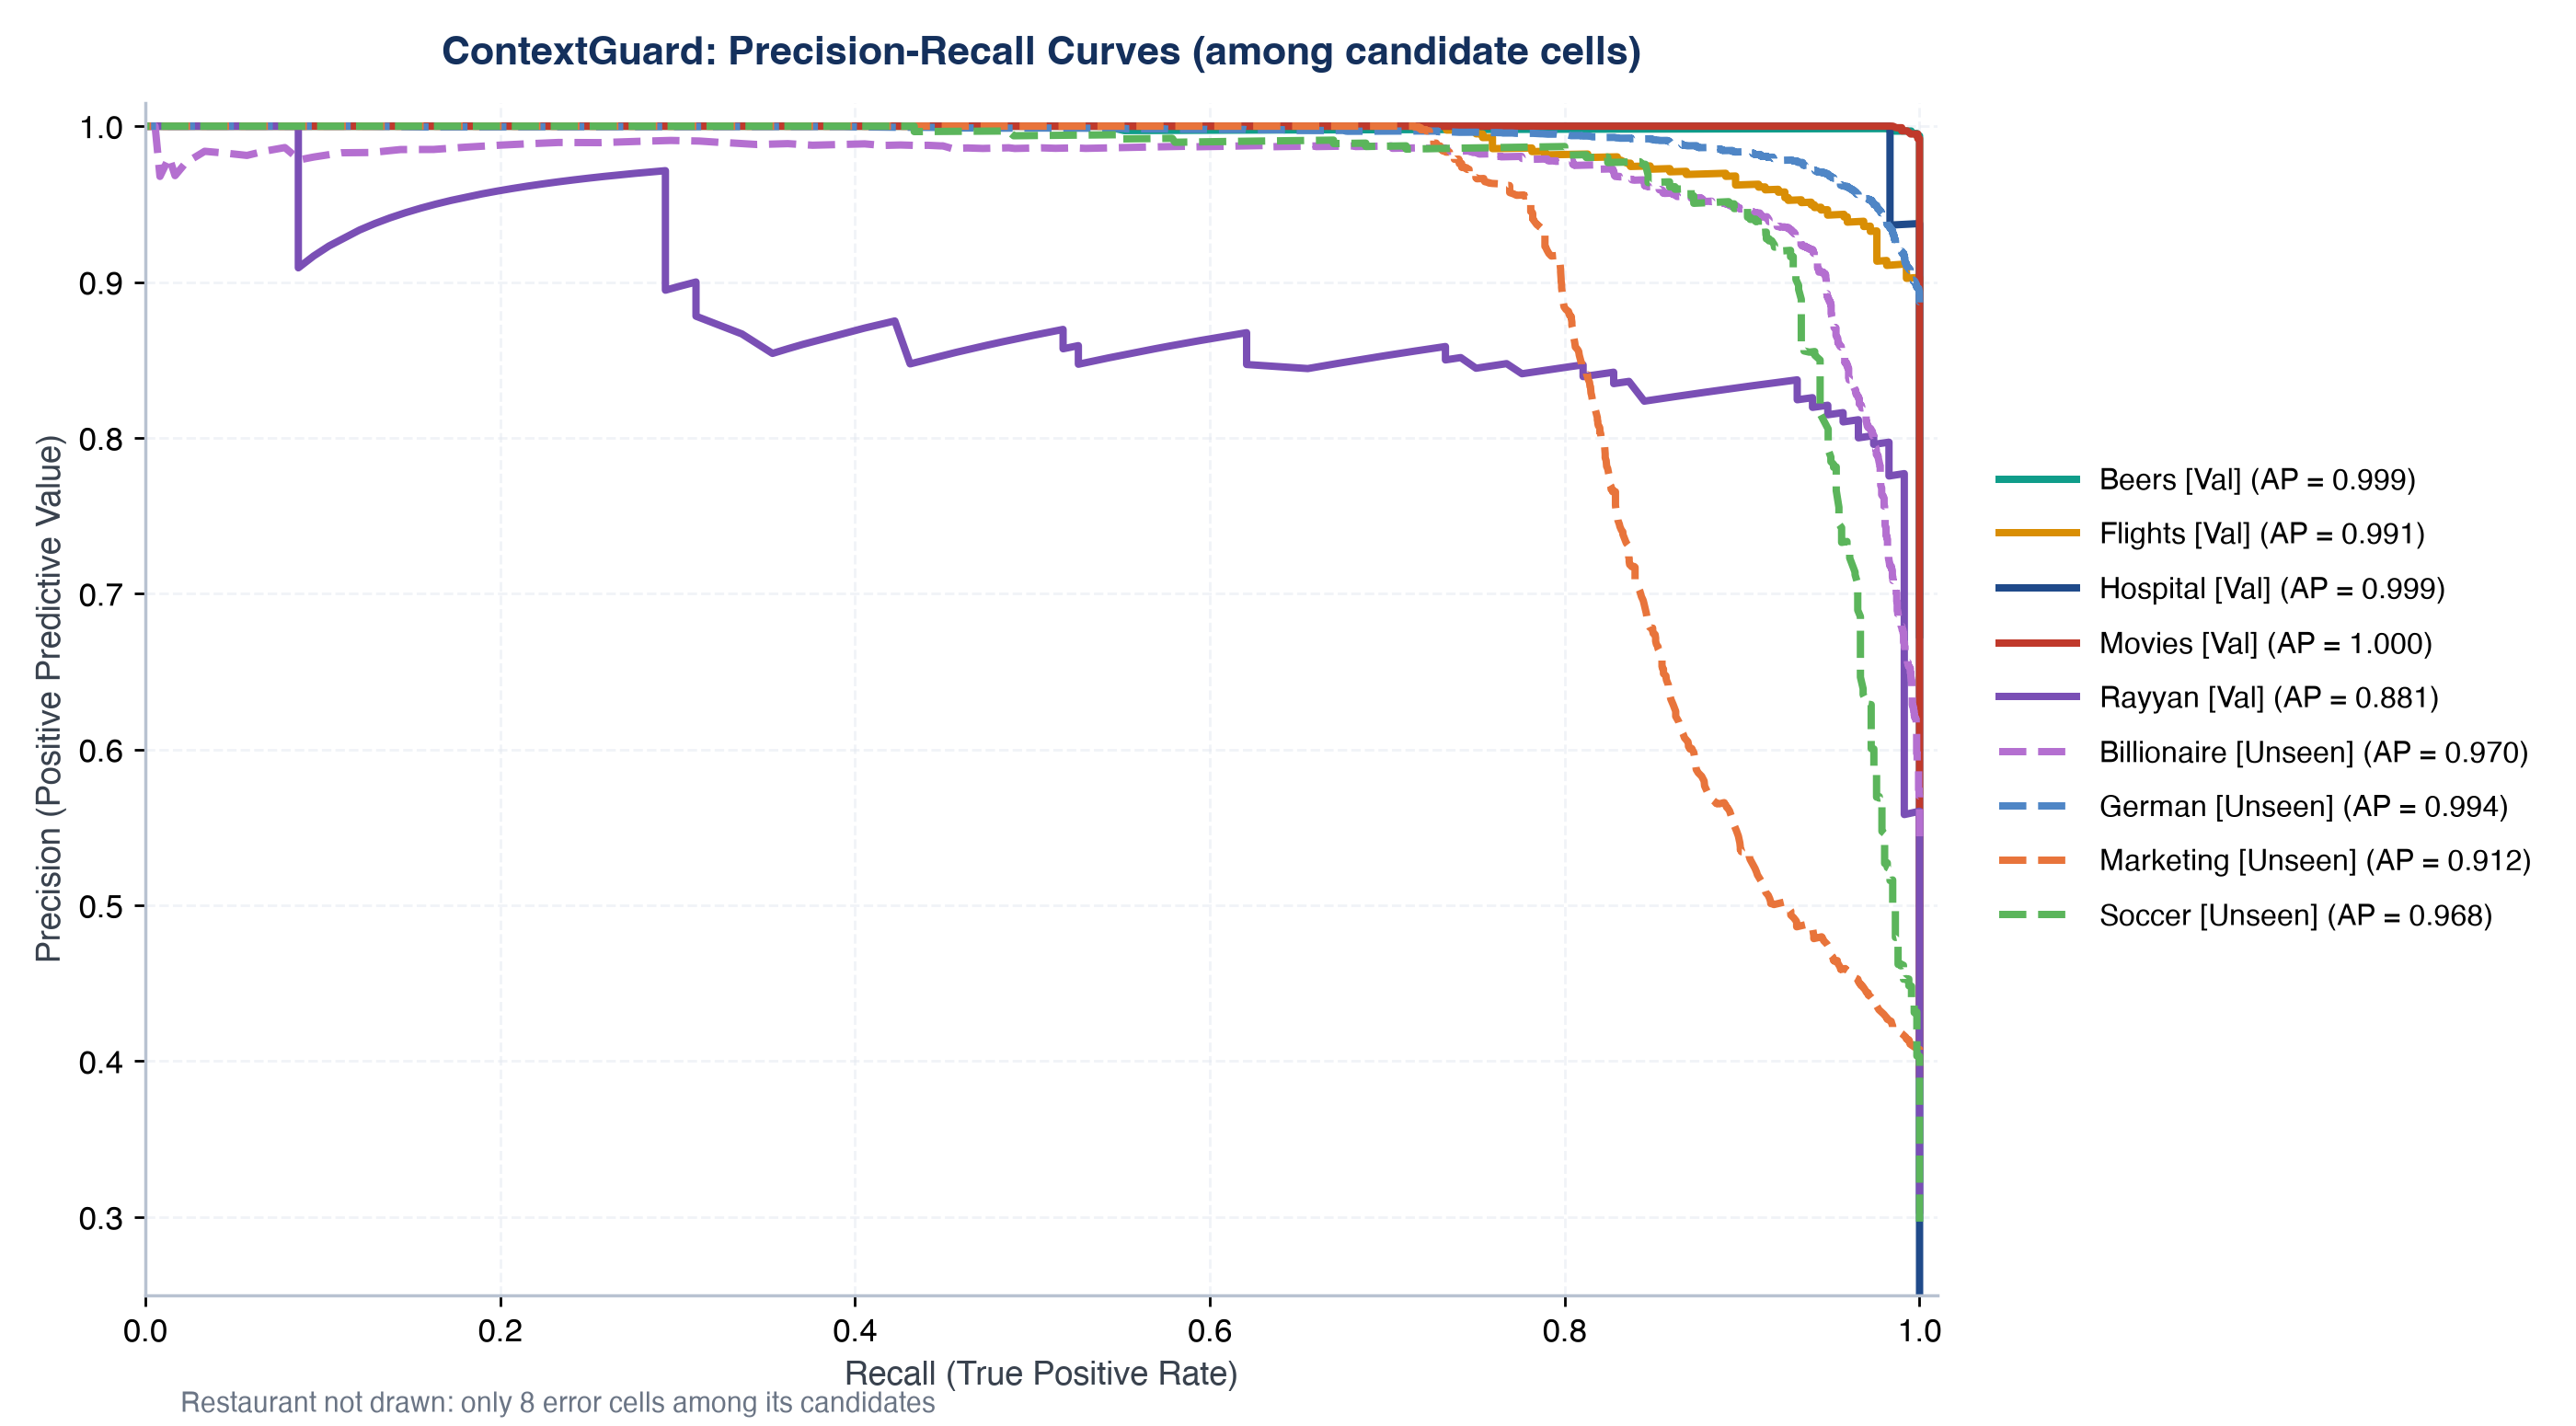 ContextGuard: Precision-Recall Curves (among candidate cells)
Precision (Positive Predictive Value)
1.0
0.9
0.8
0.7
0.6
0.5
0.4
0.3
0.0
0.2
0.4
0.6
0.8
1.0
Recall (True Positive Rate)
Restaurant not drawn: only 8 error cells among its candidates
Beers [Val] (AP = 0.999)
Flights [Val] (AP = 0.991)
Hospital [Val] (AP = 0.999)
Movies [Val] (AP = 1.000)
Rayyan [Val] (AP = 0.881)
Billionaire [Unseen] (AP = 0.970)
German [Unseen] (AP = 0.994)
Marketing [Unseen] (AP = 0.912)
Soccer [Unseen] (AP = 0.968)